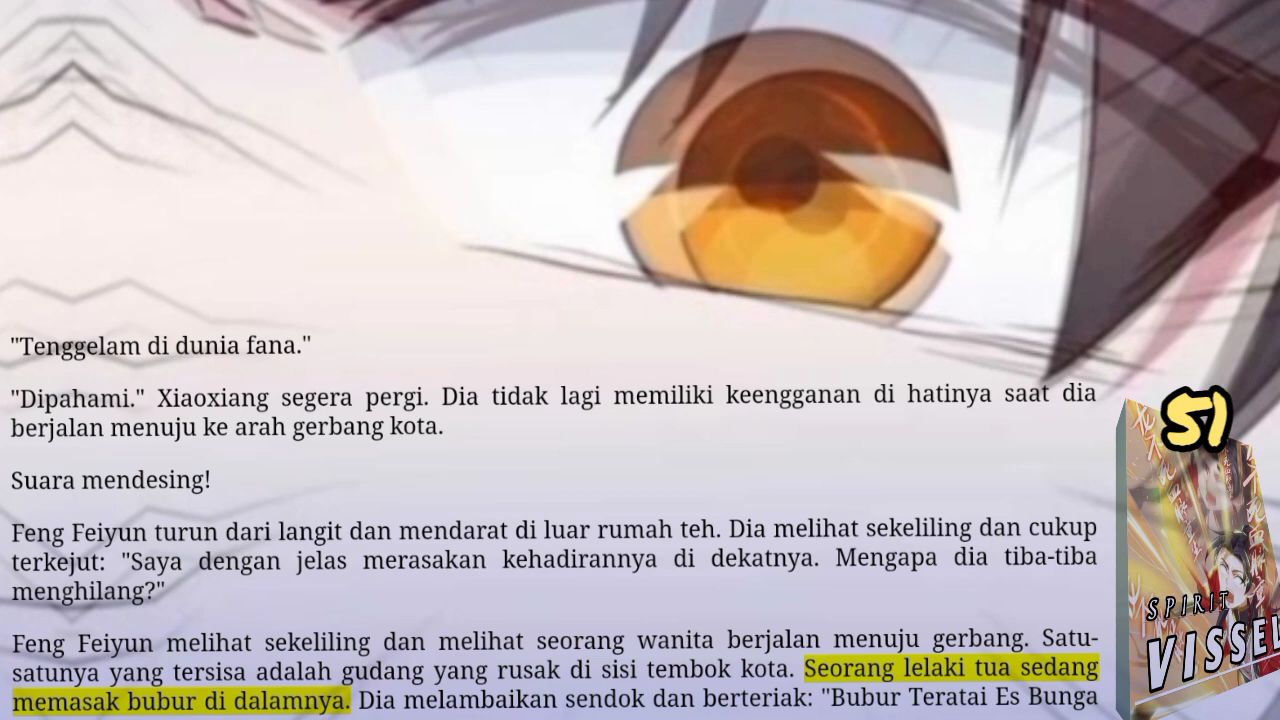 "Tenggelam di dunia fana."
"Dipahami." Xiaoxiang segera pergi. Dia tidak lagi memiliki keengganan di hatinya saat dia
berjalan menuju ke arah gerbang kota.
Suara mendesing!
Feng Feiyun turun dari langit dan mendarat di luar rumah teh. Dia melihat sekeliling dan cukup
terkejut: "Saya dengan jelas merasakan kehadirannya di dekatnya. Mengapa dia tiba-tiba
menghilang?"
Feng Feiyun melihat sekeliling dan melihat seorang wanita berjalan menuju gerbang. Satu-
satunya yang tersisa adalah gudang yang rusak di sisi tembok kota. Seorang lelaki tua sedang
memasak bubur di dalamnya. Dia melambaikan sendok dan berteriak: "Bubur Teratai Es Bunga
51
SPIRIT
VISSEL